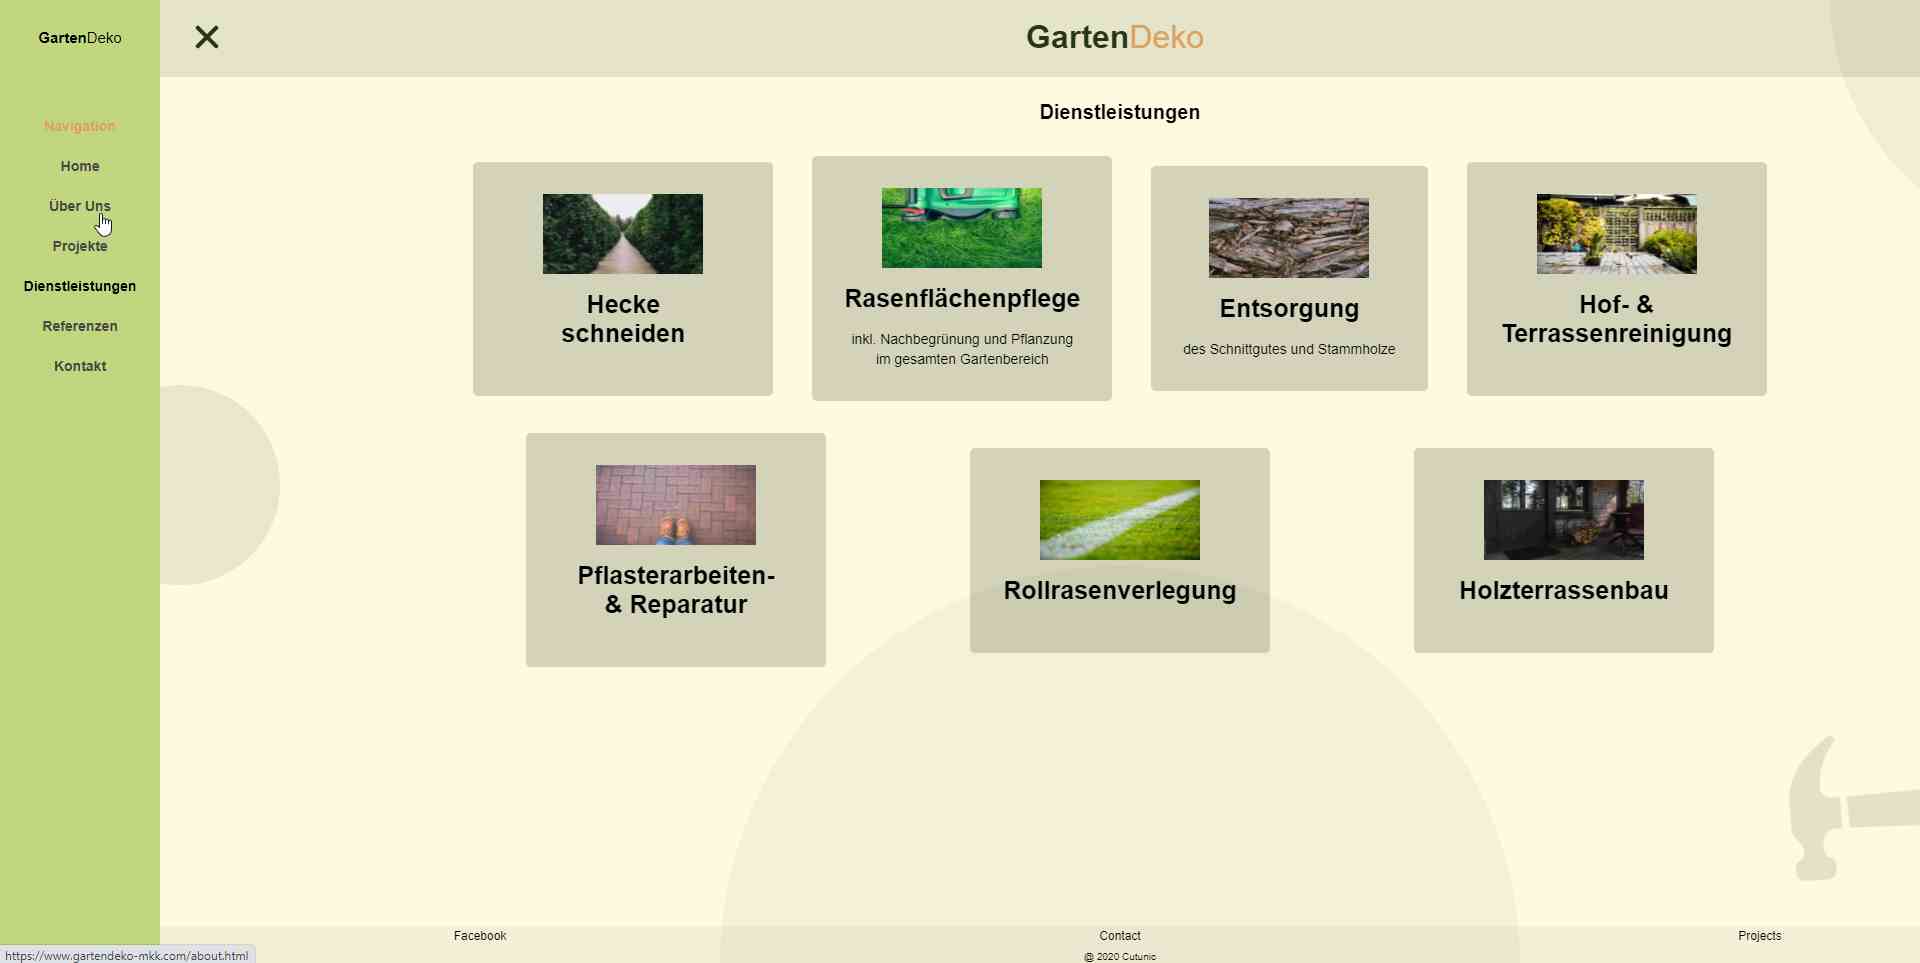 GartenDeko
Navigation
Home
Über Uns
Projekte
Dienstleistungen
Referenzen
Kontakt
GartenDeko
Dienstleistungen
Hecke
schneiden
Rasenflächenpflege
inkl. Nachbegrünung und Pflanzung
im gesamten Gartenbereich
Entsorgung
des Schnittgutes und Stammholze
Hof- &
Terrassenreinigung
Pflasterarbeiten-
& Reparatur
Rollrasenverlegung
Holzterrassenbau
Facebook
Contact
Projects
@ 2020 Cutunic
https://www.gartendeko-mkk.com/about.html